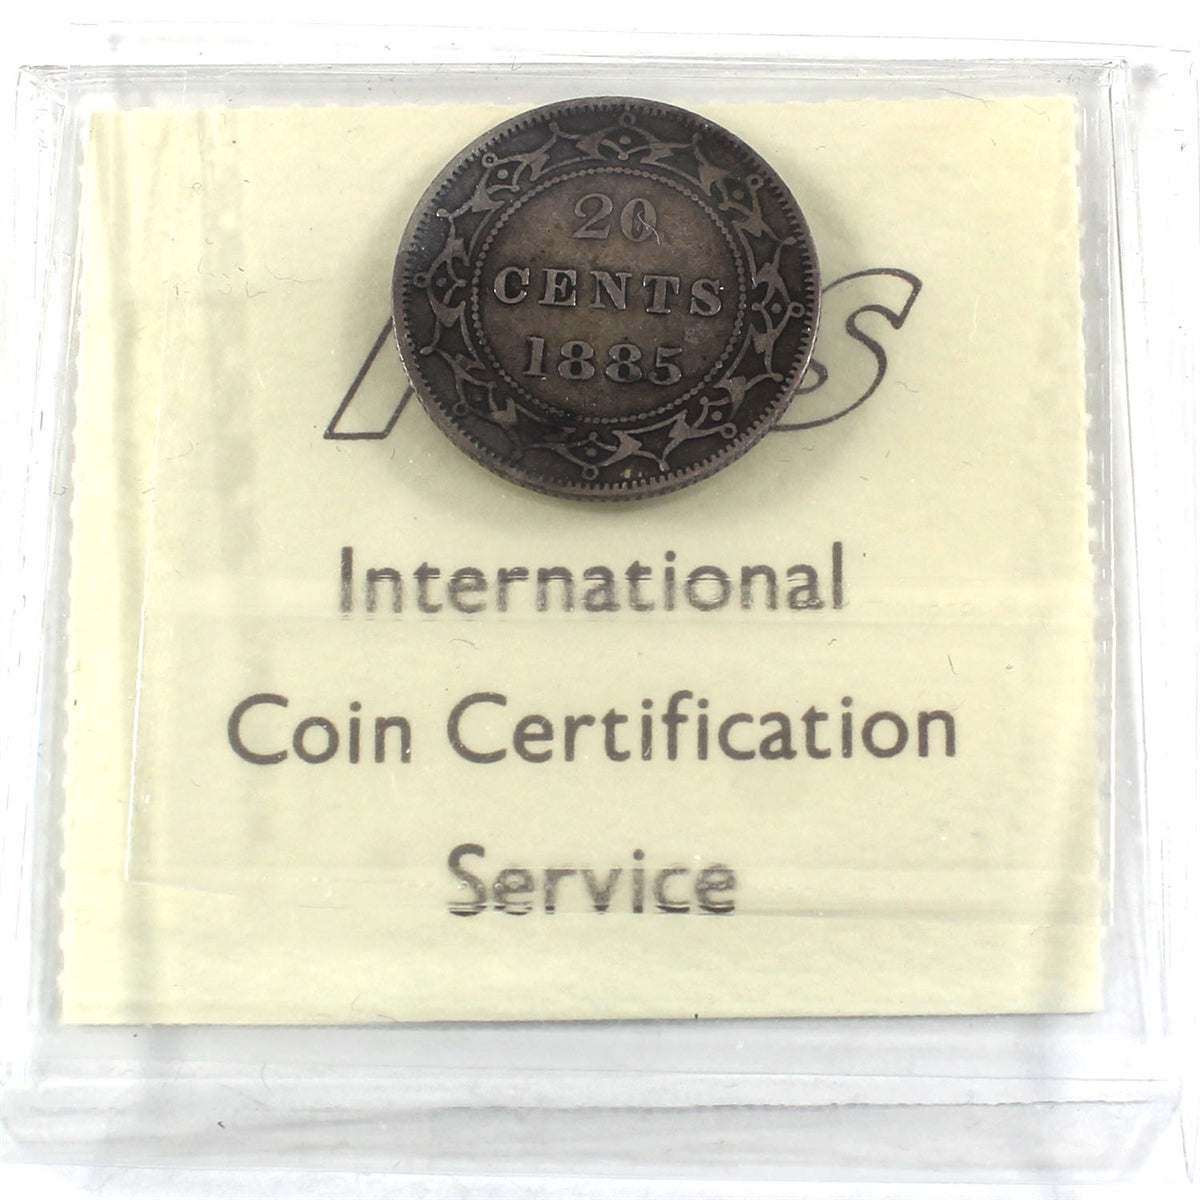 20
CENTS
1885
International
Coin Certification
Service